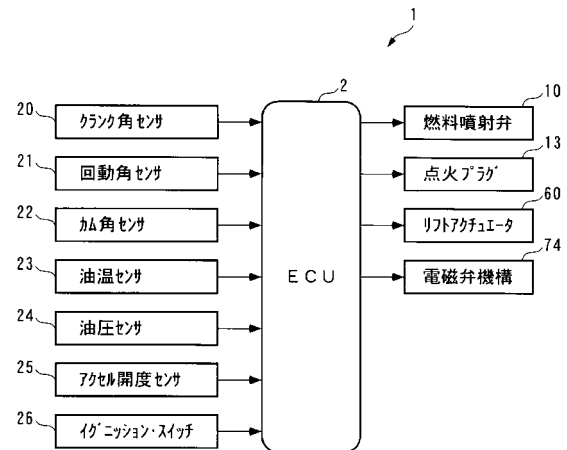 1
2
20
クランク角センサ
21
回動角センサ
22
カム角センサ
23
油温センサ
24
油圧センサ
25
アクセル開度センサ
26
イグニッション・スイッチ
ECU
10
燃料噴射弁
13
点火プラグ
60
リフトアクチュエータ
74
電磁弁機構